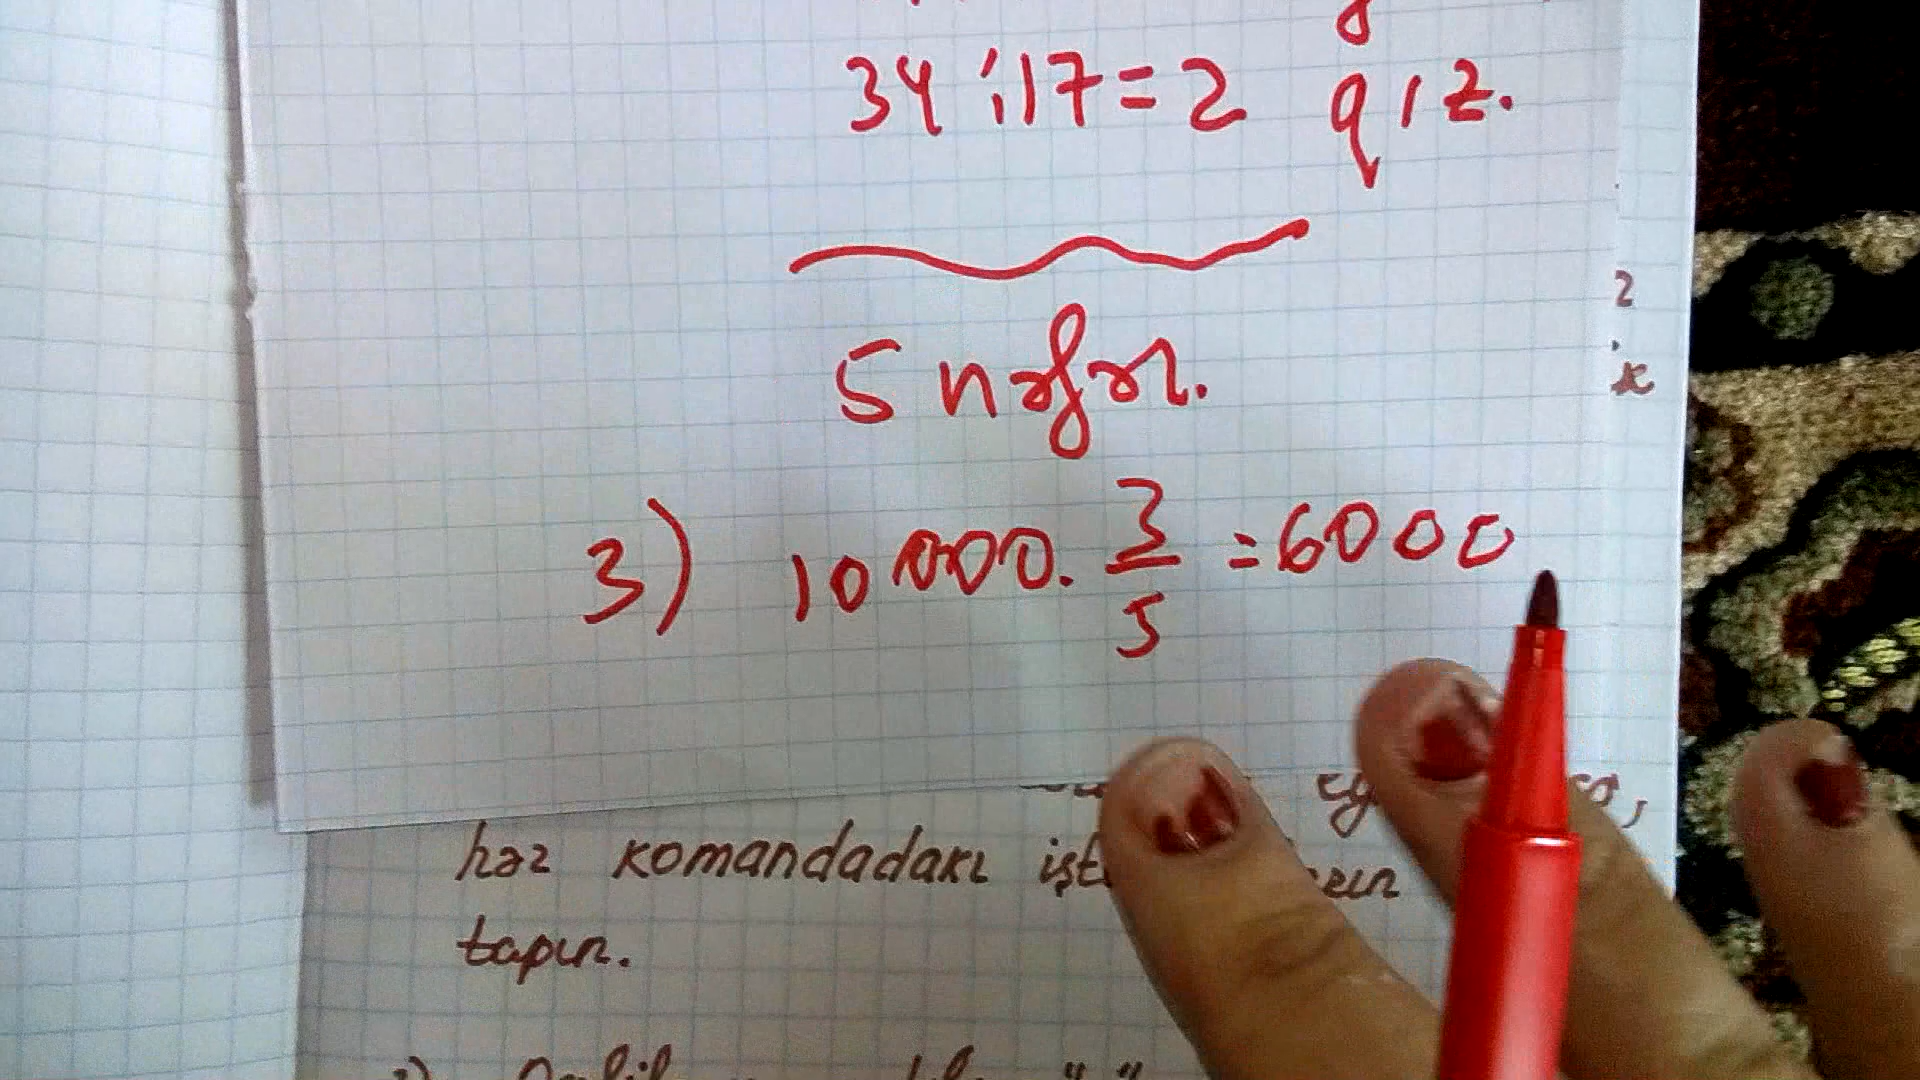 34:17=2 qız.
5 nəfər.
3) 10000 · 3/5 = 6000
hər komandadakı
tapın.